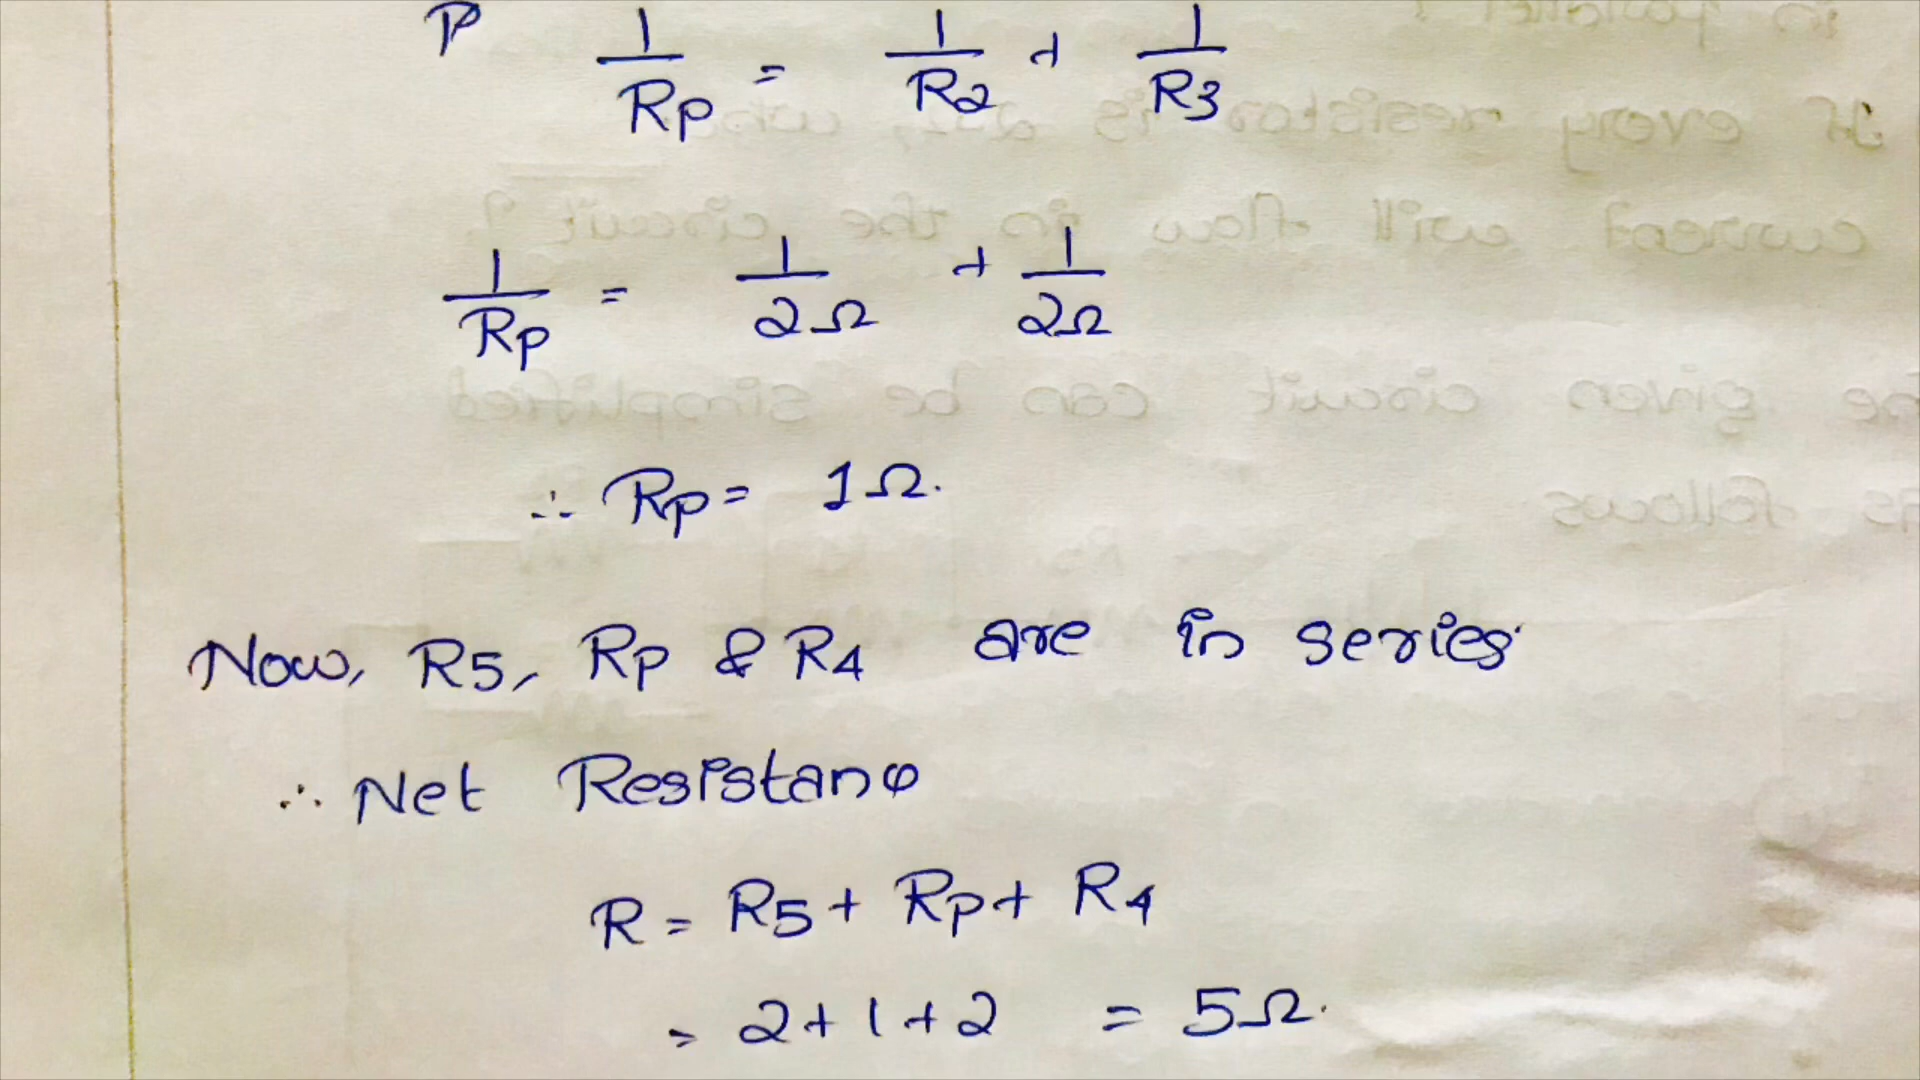 P 1/Rp = 1/R2 + 1/R3
1/Rp = 1/2Ω + 1/2Ω
∴ Rp = 1Ω.
Now, R5, Rp & R4 are in series
∴ Net Resistance
R = R5 + Rp + R4
= 2 + 1 + 2 = 5Ω.